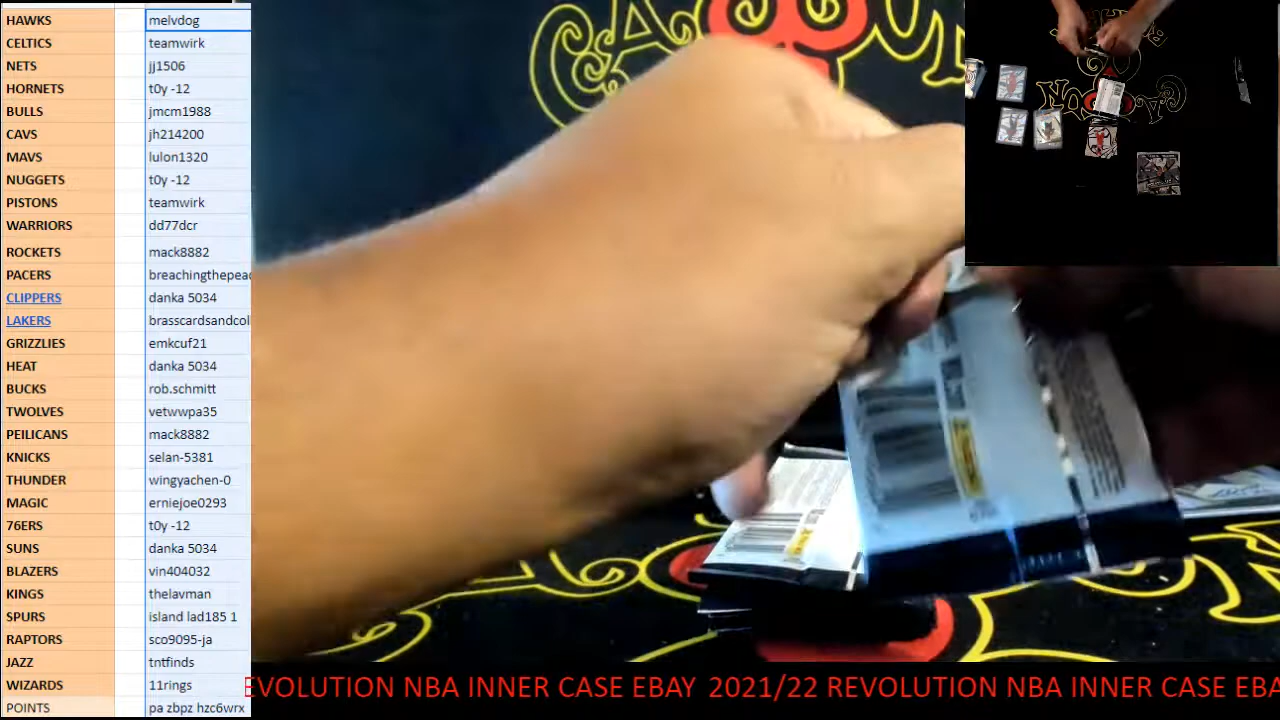 HAWKS melvdog
CELTICS teamwirk
NETS jj1506
HORNETS t0y -12
BULLS jmcm1988
CAVS jh214200
MAVS lulon1320
NUGGETS t0y -12
PISTONS teamwirk
WARRIORS dd77dcr
ROCKETS mack8882
PACERS breachingthepeac
CLIPPERS danka 5034
LAKERS brasscardsandcol
GRIZZLIES emkcuf21
HEAT danka 5034
BUCKS rob.schmitt
TWOLVES vetwwpa35
PEILICANS mack8882
KNICKS selan-5381
THUNDER wingyachen-0
MAGIC erniejoe0293
76ERS t0y -12
SUNS danka 5034
BLAZERS vin404032
KINGS thelavman
SPURS island lad185 1
RAPTORS sco9095-ja
JAZZ tntfinds
WIZARDS 11rings
POINTS pa zbpz hzc6wrx
EVOLUTION NBA INNER CASE EBAY 2021/22 REVOLUTION NBA INNER CASE EBA